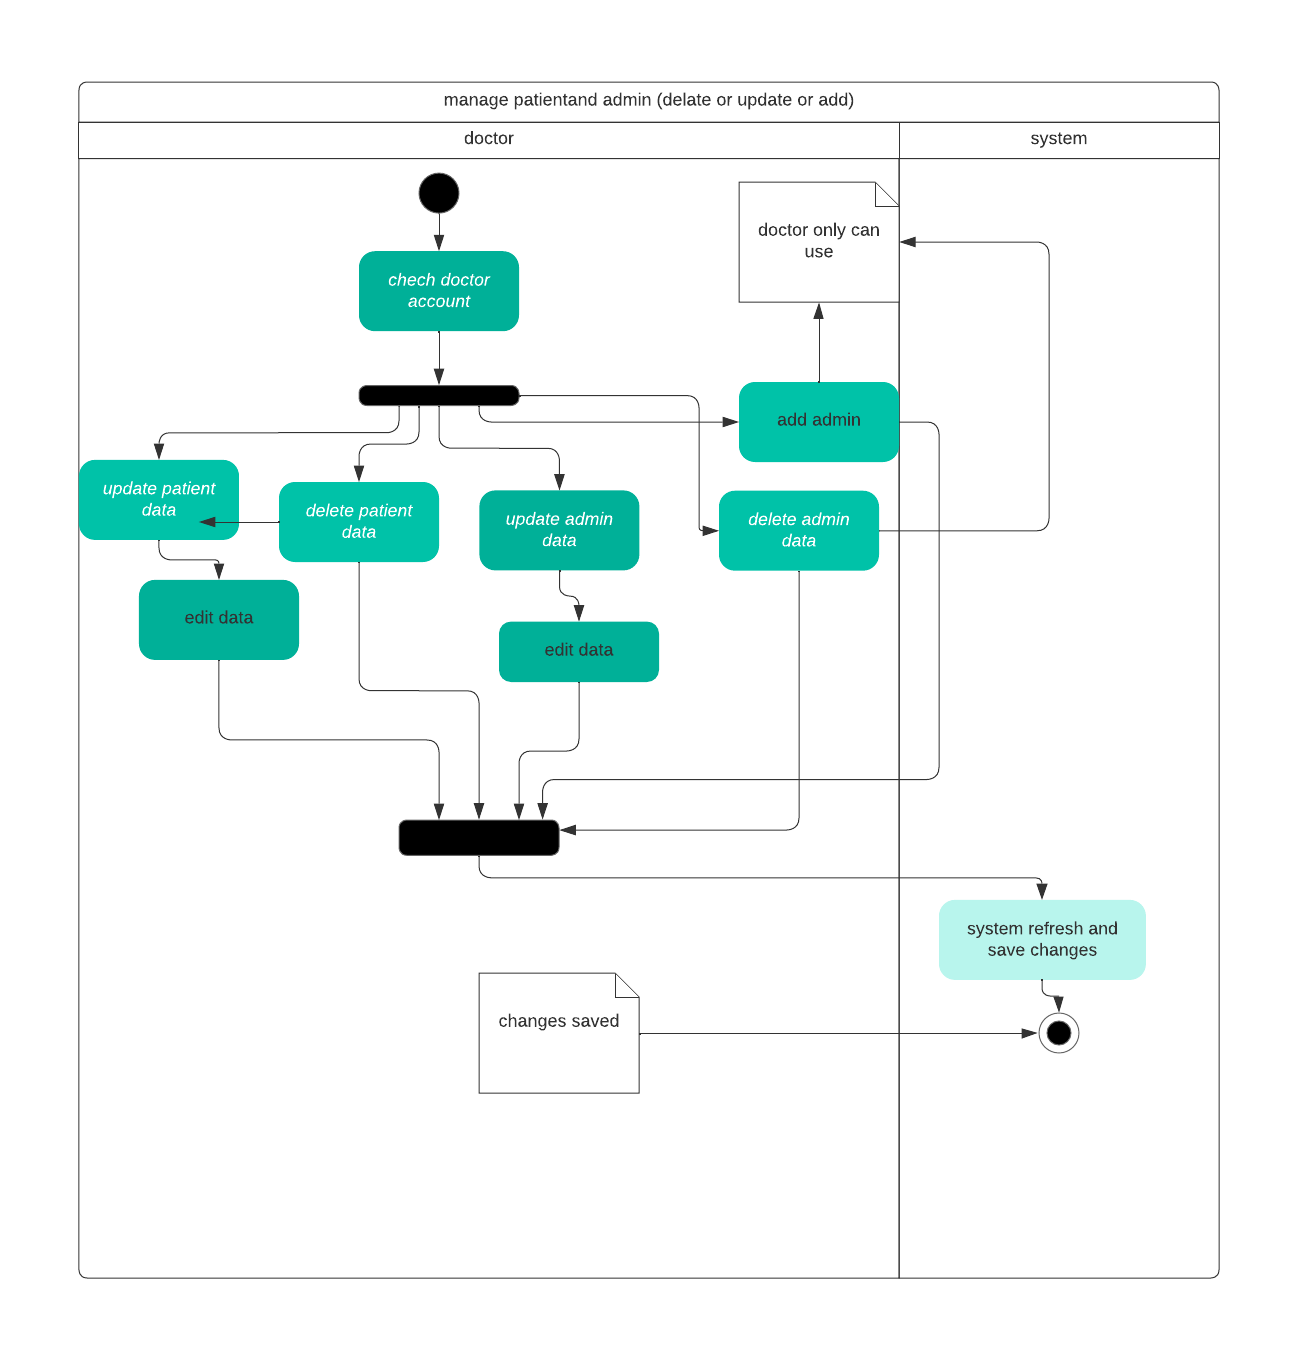 manage patientand admin (delate or update or add)
doctor
system
doctor only can
use
chech doctor
account
add admin
update patient
data
delete patient
data
update admin
data
delete admin
data
edit data
edit data
system refresh and
save changes
changes saved